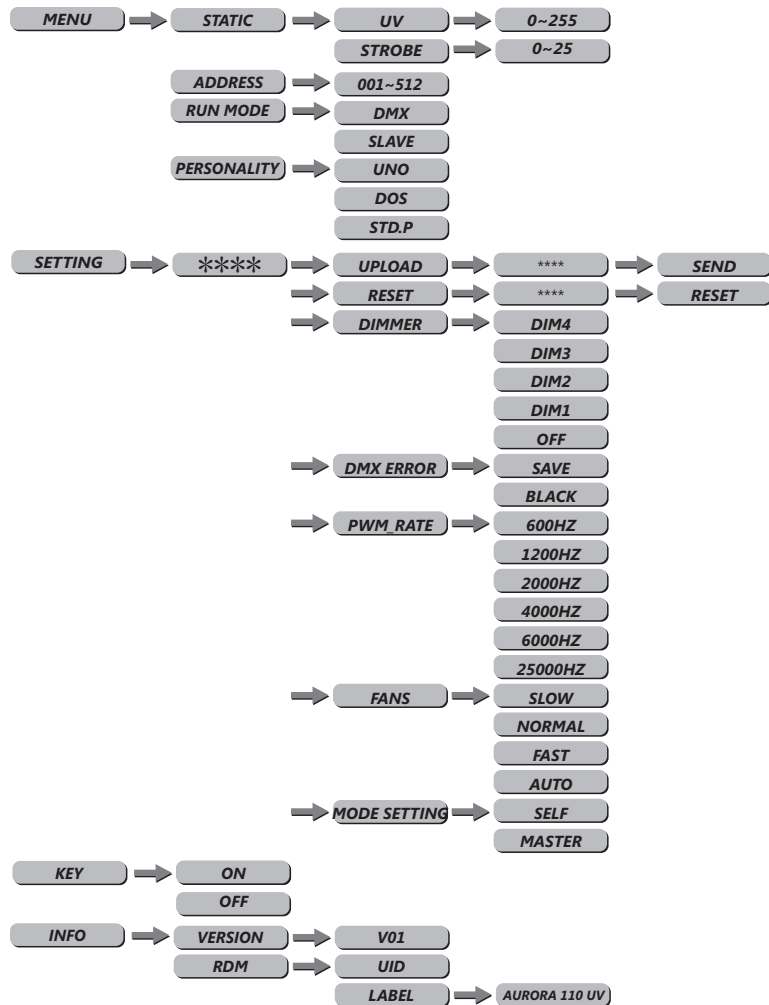 MENU STATIC UV 0~255
STROBE 0~25
ADDRESS 001~512
RUN MODE DMX
SLAVE
PERSONALITY UNO
DOS
STD.P
SETTING **** UPLOAD **** SEND
RESET **** RESET
DIMMER DIM4
DIM3
DIM2
DIM1
OFF
DMX ERROR SAVE
BLACK
PWM_RATE 600HZ
1200HZ
2000HZ
4000HZ
6000HZ
25000HZ
FANS SLOW
NORMAL
FAST
AUTO
MODE SETTING SELF
MASTER
KEY ON
OFF
INFO VERSION V01
RDM UID
LABEL AURORA 110 UV